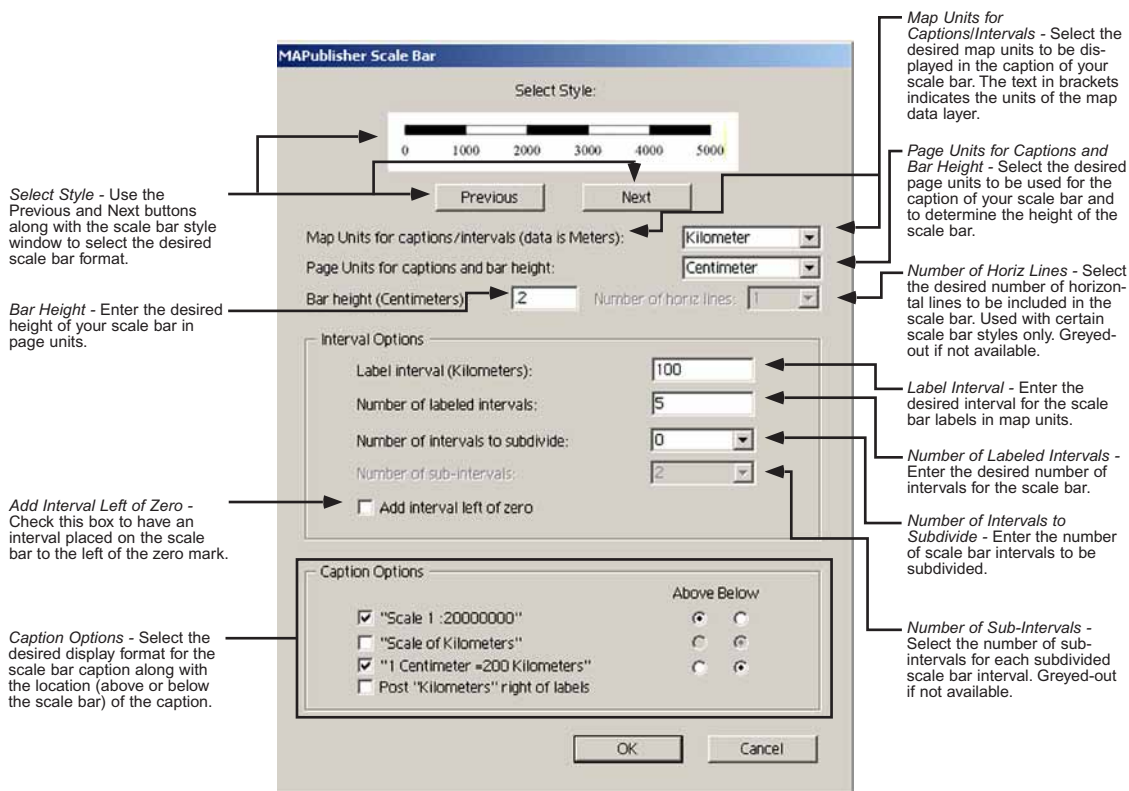 MAPublisher Scale Bar
Select Style:
0 1000 2000 3000 4000 5000
Previous Next
Map Units for captions/intervals (data is Meters): Kilometer
Page Units for captions and bar height: Centimeter
Bar height (Centimeters) .2 Number of horiz lines: 1
Interval Options
Label interval (Kilometers): 100
Number of labeled intervals: 5
Number of intervals to subdivide: 0
Number of sub-intervals: 2
Add interval left of zero
Caption Options
Above Below
"Scale 1 :20000000"
"Scale of Kilometers"
"1 Centimeter =200 Kilometers"
Post "Kilometers" right of labels
OK Cancel
Select Style - Use the
Previous and Next buttons
along with the scale bar style
window to select the desired
scale bar format.
Bar Height - Enter the desired
height of your scale bar in
page units.
Add Interval Left of Zero -
Check this box to have an
interval placed on the scale
bar to the left of the zero mark.
Caption Options - Select the
desired display format for the
scale bar caption along with
the location (above or below
the scale bar) of the caption.
Map Units for
Captions/Intervals - Select the
desired map units to be dis-
played in the caption of your
scale bar. The text in brackets
indicates the units of the map
data layer.
Page Units for Captions and
Bar Height - Select the desired
page units to be used for the
caption of your scale bar and
to determine the height of the
scale bar.
Number of Horiz Lines - Select
the desired number of horizon-
tal lines to be included in the
scale bar. Used with certain
scale bar styles only. Greyed-
out if not available.
Label Interval - Enter the
desired interval for the scale
bar labels in map units.
Number of Labeled Intervals -
Enter the desired number of
intervals for the scale bar.
Number of Intervals to
Subdivide - Enter the number
of scale bar intervals to be
subdivided.
Number of Sub-Intervals -
Select the number of sub-
intervals for each subdivided
scale bar interval. Greyed-out
if not available.